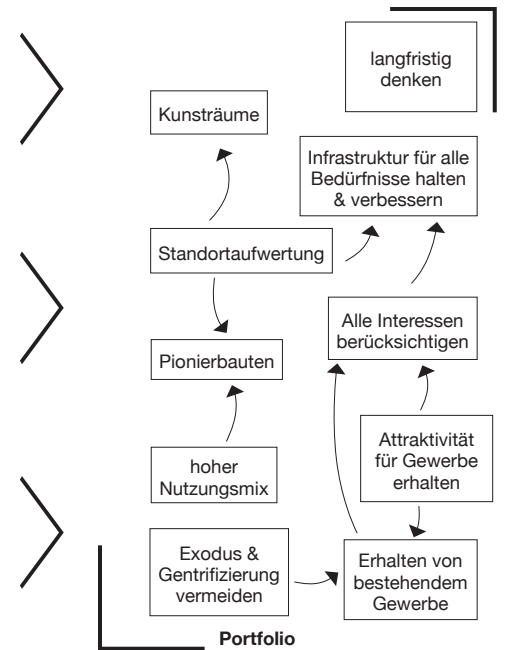 langfristig
denken
Kunsträume
Infrastruktur für alle
Bedürfnisse halten
& verbessern
Standortaufwertung
Alle Interessen
berücksichtigen
Pionierbauten
Attraktivität
für Gewerbe
erhalten
hoher
Nutzungsmix
Exodus &
Gentrifizierung
vermeiden
Erhalten von
bestehendem
Gewerbe
Portfolio